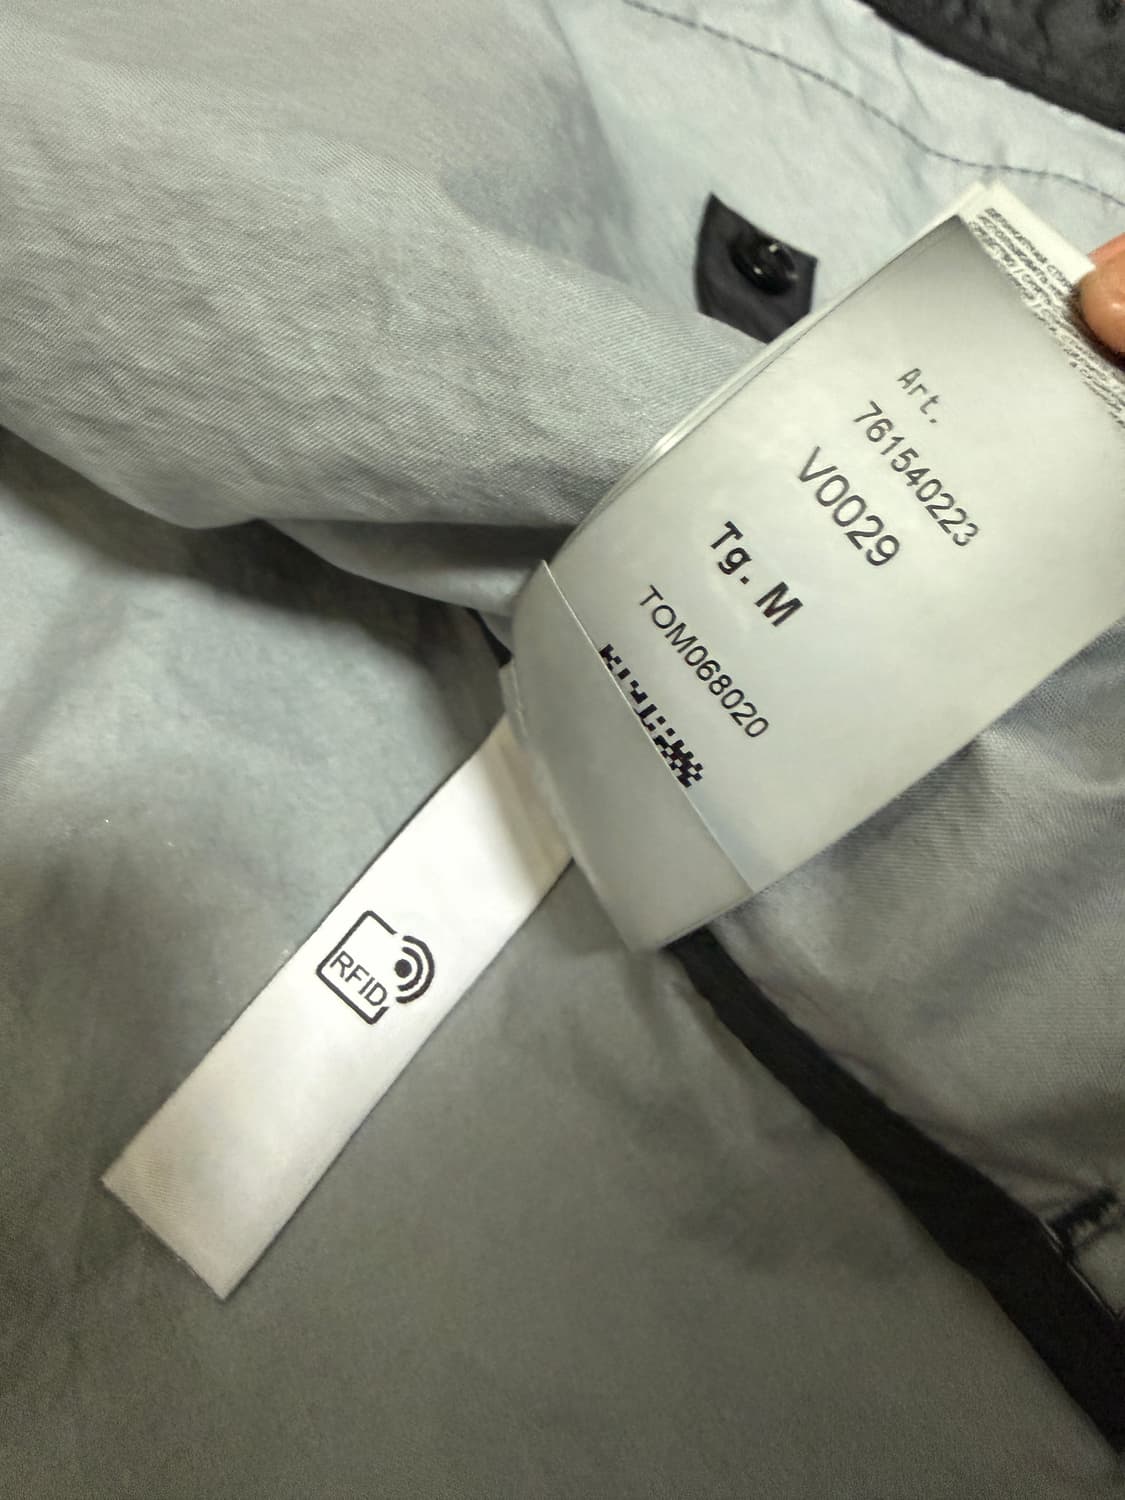 Art.
761540223
V0029
Tg. M
TOM068020
RFID